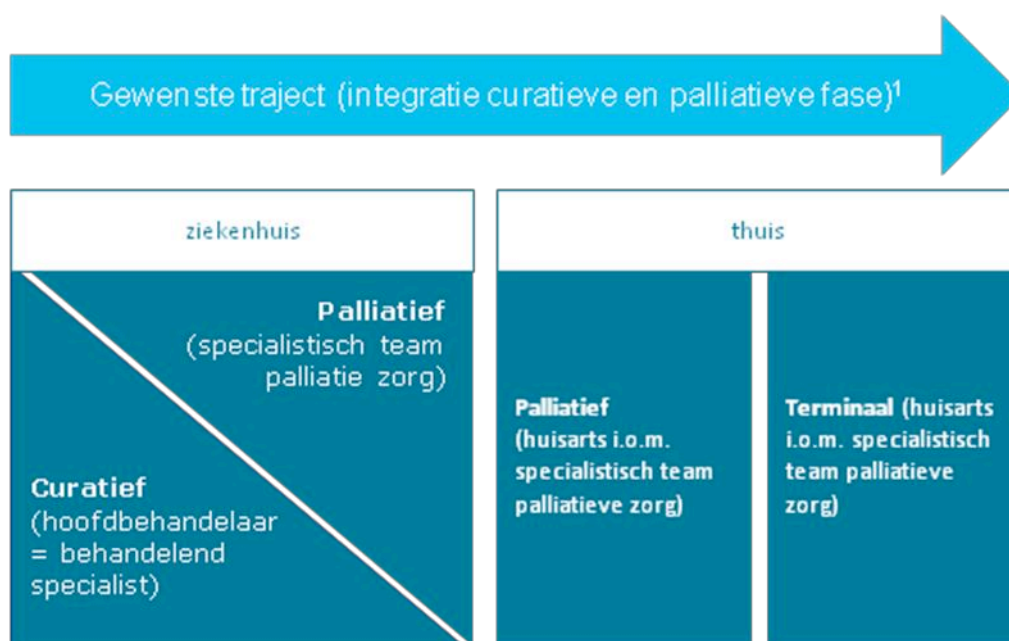 Gewenste traject (integratie curatieve en palliatieve fase)¹
ziekenhuis
Palliatief
(specialistisch team
palliatie zorg)
Curatief
(hoofdbehandelaar
= behandelend
specialist)
thuis
Palliatief
(huisarts i.o.m.
specialistisch team
palliatieve zorg)
Terminaal (huisarts
i.o.m. specialistisch
team palliatieve
zorg)